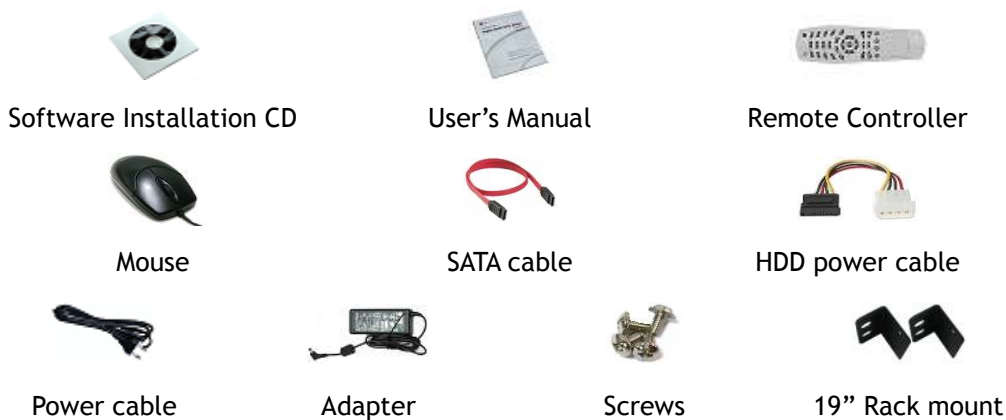 Software Installation CD User’s Manual Remote Controller
Mouse SATA cable HDD power cable
Power cable Adapter Screws 19” Rack mount